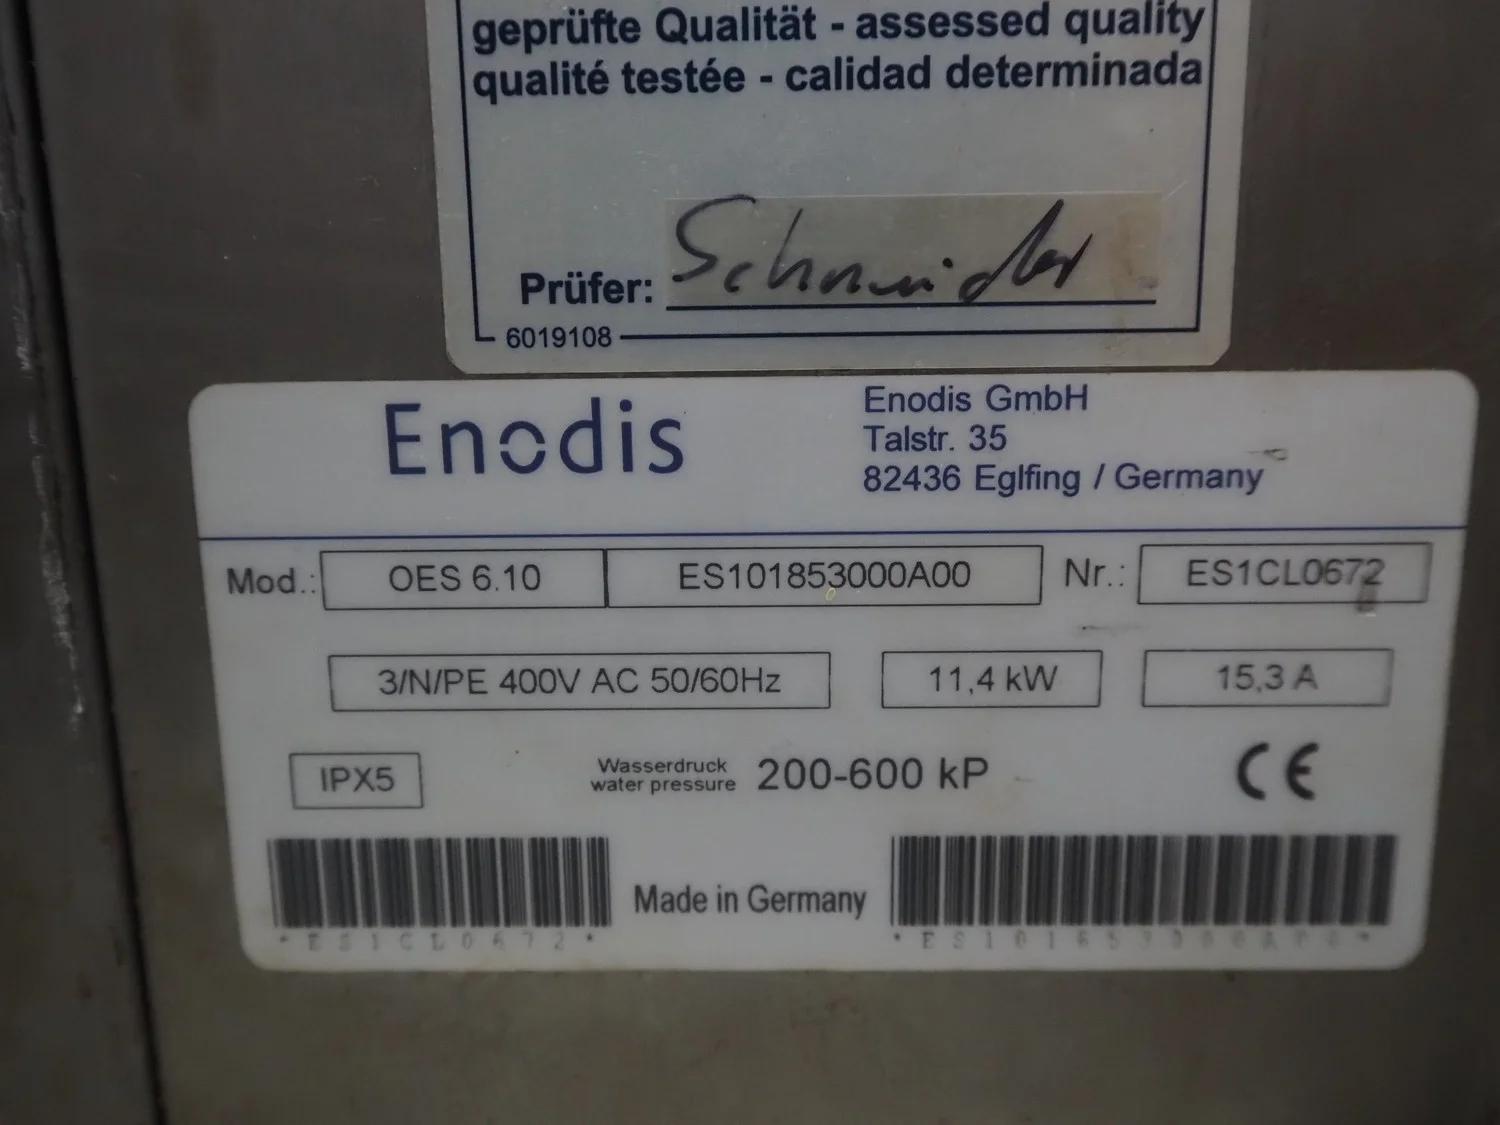 geprüfte Qualität - assessed quality
qualité testée - calidad determinada
Prüfer: Schneider
6019108
Enodis
Enodis GmbH
Talstr. 35
82436 Eglfing / Germany
Mod.: OES 6.10 ES101853000A00 Nr.: ES1CL0672
3/N/PE 400V AC 50/60Hz 11,4 kW 15,3 A
IPX5 Wasserdruck
water pressure 200-600 kP CE
Made in Germany
*ES1CL0672*